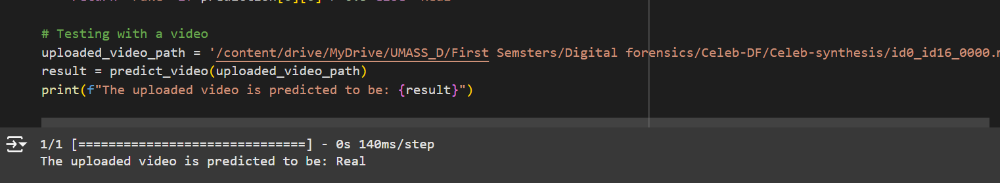 # Testing with a video
uploaded_video_path = '/content/drive/MyDrive/UMASS_D/First Semsters/Digital forensics/Celeb-DF/Celeb-synthesis/id0_id16_0000.
result = predict_video(uploaded_video_path)
print(f"The uploaded video is predicted to be: {result}")
1/1 [==============================] - 0s 140ms/step
The uploaded video is predicted to be: Real